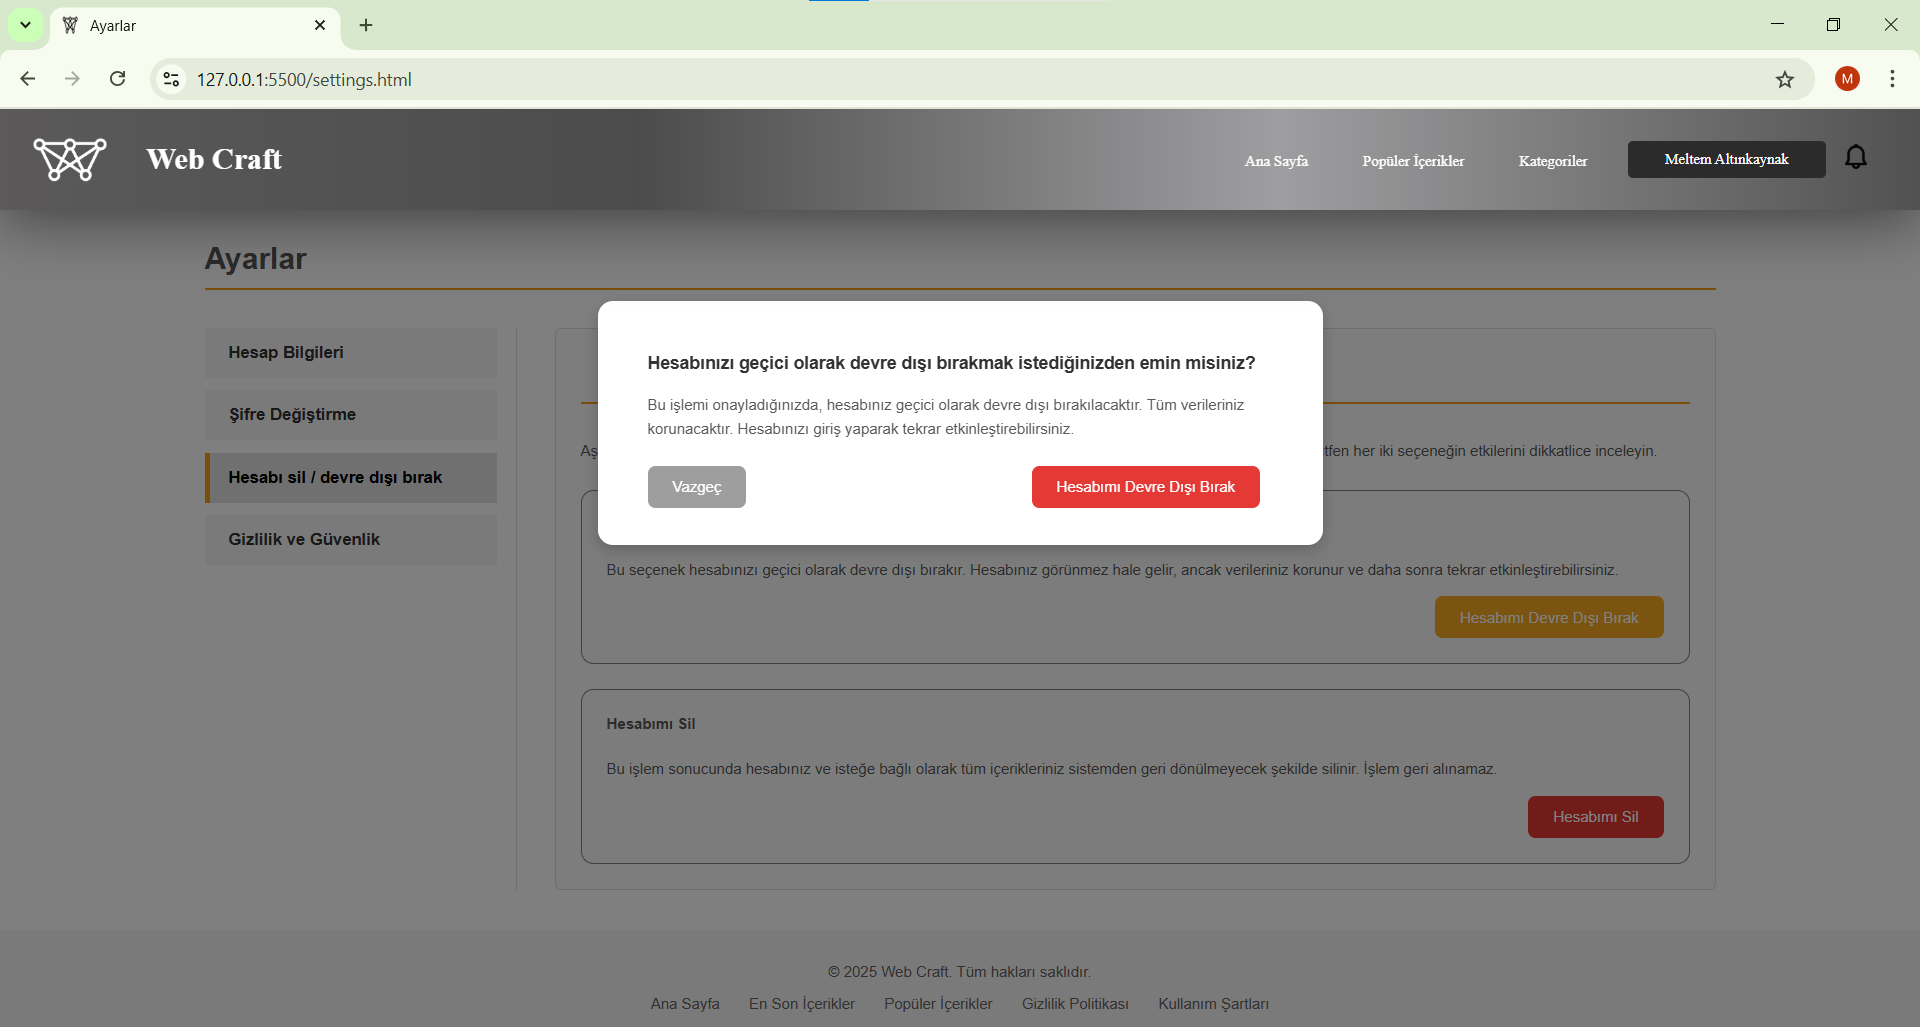 Ayarlar
127.0.0.1:5500/settings.html
M
Web Craft
Ana Sayfa
Popüler İçerikler
Kategoriler
Meltem Altınkaynak
Ayarlar
Hesap Bilgileri
Şifre Değiştirme
Hesabı sil / devre dışı bırak
Gizlilik ve Güvenlik
Hesabınızı geçici olarak devre dışı bırakmak istediğinizden emin misiniz?
Bu işlemi onayladığınızda, hesabınız geçici olarak devre dışı bırakılacaktır. Tüm verileriniz
korunacaktır. Hesabınızı giriş yaparak tekrar etkinleştirebilirsiniz.
Vazgeç
Hesabımı Devre Dışı Bırak
her iki seçeneğin etkilerini dikkatlice inceleyin.
Bu seçenek hesabınızı geçici olarak devre dışı bırakır. Hesabınız görünmez hale gelir, ancak verileriniz korunur ve daha sonra tekrar etkinleştirebilirsiniz.
Hesabımı Devre Dışı Bırak
Hesabımı Sil
Bu işlem sonucunda hesabınız ve isteğe bağlı olarak tüm içerikleriniz sistemden geri dönülmeyecek şekilde silinir. İşlem geri alınamaz.
Hesabımı Sil
© 2025 Web Craft. Tüm hakları saklıdır.
Ana Sayfa
En Son İçerikler
Popüler İçerikler
Gizlilik Politikası
Kullanım Şartları